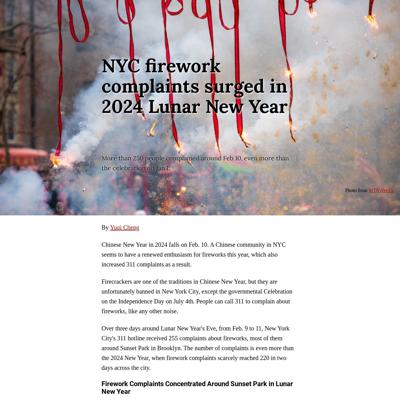 NYC firework
complaints surged in
2024 Lunar New Year
More than 250 people complained around Feb 10, even more than
the celebration on Jan 1.
Photo from
By Yuqi Cheng
Chinese New Year in 2024 falls on Feb. 10. A Chinese community in NYC
seems to have a renewed enthusiasm for fireworks this year, which also
increased 311 complaints as a result.
Firecrackers are one of the traditions in Chinese New Year, but they are
unfortunately banned in New York City, except the governmental Celebration
on the Independence Day on July 4th. People can call 311 to complain about
fireworks, like any other noise.
Over three days around Lunar New Year's Eve, from Feb. 9 to 11, New York
City's 311 hotline received 255 complaints about fireworks, most of them
around Sunset Park in Brooklyn. The number of complaints is even more than
the 2024 New Year, when firework complaints scarcely reached 220 in two
days across the city.
Firework Complaints Concentrated Around Sunset Park in Lunar
New Year